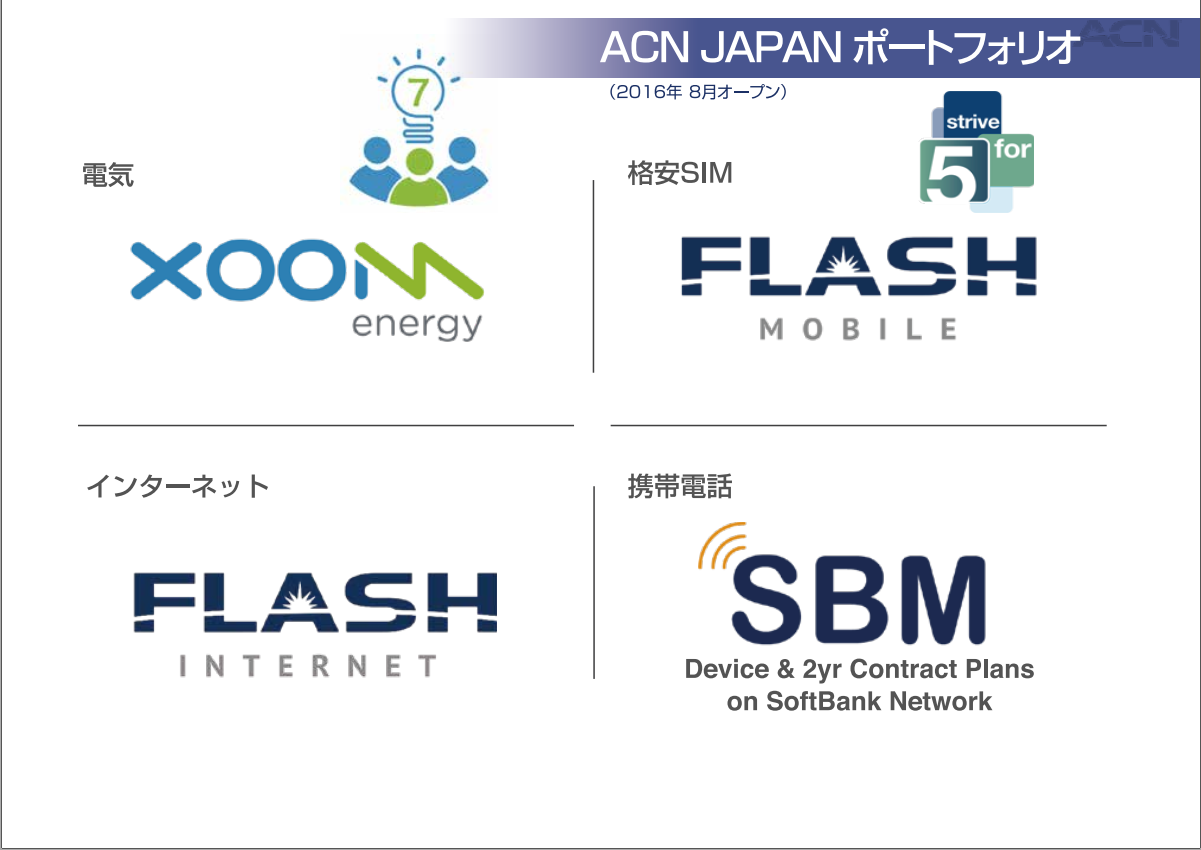 ACN
ACN JAPAN ポートフォリオ
（2016年 8月オープン）
電気
7
XOOM
energy
格安SIM
strive
for
5
FLASH
MOBILE
インターネット
FLASH
INTERNET
携帯電話
SBM
Device & 2yr Contract Plans
on SoftBank Network